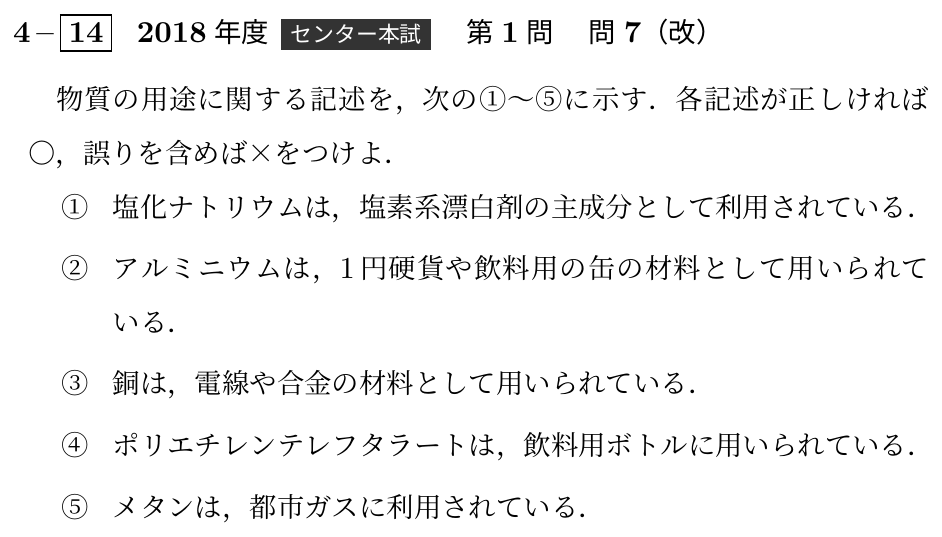 4－14 2018 年度 センター本試 第 1 問 問 7（改）
物質の用途に関する記述を，次の①～⑤に示す．各記述が正しければ
〇，誤りを含めば×をつけよ．
① 塩化ナトリウムは，塩素系漂白剤の主成分として利用されている．
② アルミニウムは，1 円硬貨や飲料用の缶の材料として用いられて
いる．
③ 銅は，電線や合金の材料として用いられている．
④ ポリエチレンテレフタラートは，飲料用ボトルに用いられている．
⑤ メタンは，都市ガスに利用されている．